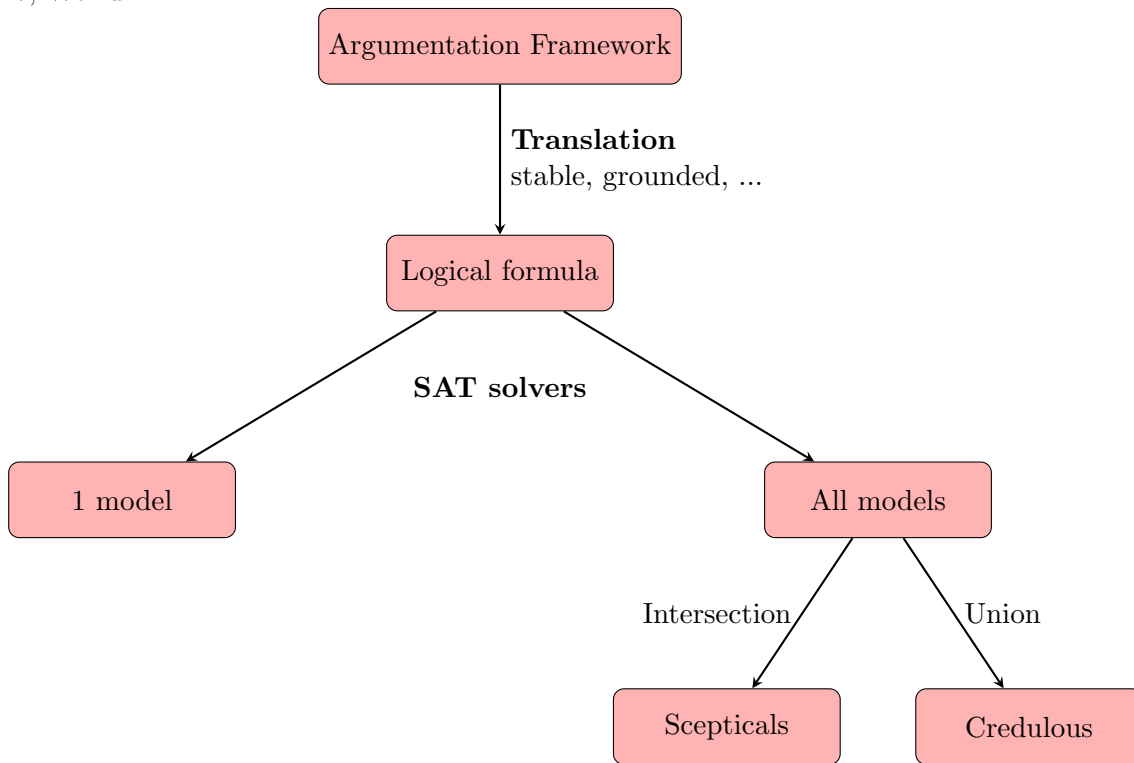 Argumentation Framework
Translation
stable, grounded, ...
Logical formula
SAT solvers
1 model
All models
Intersection
Union
Scepticals
Credulous